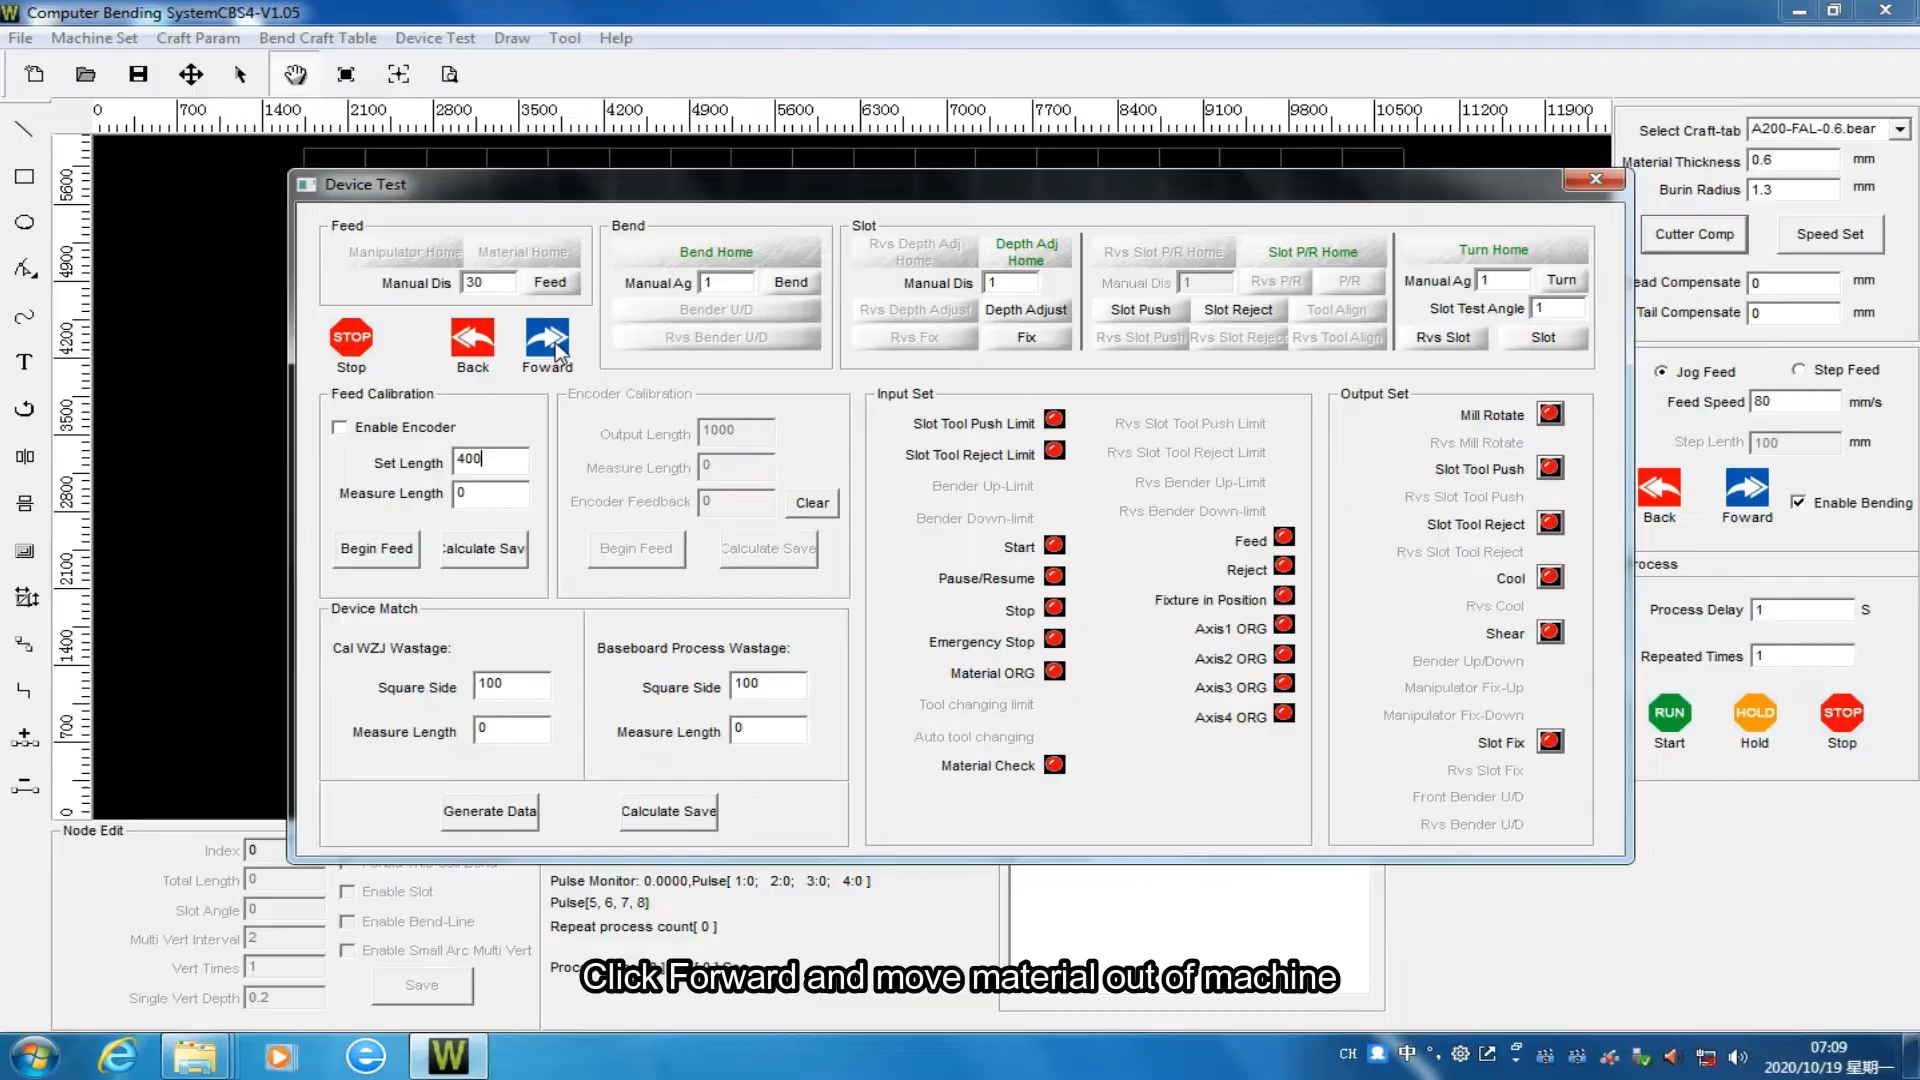 Computer Bending SystemCBS4-V1.05
File Machine Set Craft Param Bend Craft Table Device Test Draw Tool Help
0 700 1400 2100 2800 3500 4200 4900 5600 6300 7000 7700 8400 9100 9800 10500 11200 11900
5600
4900
4200
3500
2800
2100
1400
700
0
Device Test
Feed
Manipulator Home Material Home
Manual Dis 30 Feed
STOP
Stop Back Foward
Bend
Bend Home
Manual Ag 1 Bend
Bender U/D
Rvs Bender U/D
Slot
Rvs Depth Adj Home Depth Adj Home
Manual Dis 1
Rvs Depth Adjust Depth Adjust
Rvs Fix Fix
Rvs Slot P/R Home Slot P/R Home
Manual Dis 1 Rvs P/R P/R
Slot Push Slot Reject Tool Align
Rvs Slot Push Rvs Slot Reject Rvs Tool Align
Turn Home
Manual Ag 1 Turn
Slot Test Angle 1
Rvs Slot Slot
Feed Calibration
Enable Encoder
Set Length 400
Measure Length 0
Begin Feed Calculate Sav
Encoder Calibration
Output Length 1000
Measure Length 0
Encoder Feedback 0 Clear
Begin Feed Calculate Save
Device Match
Cal WZJ Wastage:
Square Side 100
Measure Length 0
Baseboard Process Wastage:
Square Side 100
Measure Length 0
Generate Data Calculate Save
Input Set
Slot Tool Push Limit
Slot Tool Reject Limit
Bender Up-Limit
Bender Down-limit
Start
Pause/Resume
Stop
Emergency Stop
Material ORG
Tool changing limit
Auto tool changing
Material Check
Rvs Slot Tool Push Limit
Rvs Slot Tool Reject Limit
Rvs Bender Up-Limit
Rvs Bender Down-limit
Feed
Reject
Fixture in Position
Axis1 ORG
Axis2 ORG
Axis3 ORG
Axis4 ORG
Output Set
Mill Rotate
Rvs Mill Rotate
Slot Tool Push
Rvs Slot Tool Push
Slot Tool Reject
Rvs Slot Tool Reject
Cool
Rvs Cool
Shear
Bender Up/Down
Manipulator Fix-Up
Manipulator Fix-Down
Slot Fix
Rvs Slot Fix
Front Bender U/D
Rvs Bender U/D
Select Craft-tab A200-FAL-0.6.bear
Material Thickness 0.6 mm
Burin Radius 1.3 mm
Cutter Comp Speed Set
ead Compensate 0 mm
Tail Compensate 0 mm
Jog Feed Step Feed
Feed Speed 80 mm/s
Step Lenth 100 mm
Back Foward Enable Bending
rocess
Process Delay 1 S
Repeated Times 1
RUN HOLD STOP
Start Hold Stop
Node Edit
Index 0
Total Length 0
Slot Angle 0
Multi Vert Interval 2
Vert Times 1
Single Vert Depth 0.2
Enable Slot
Enable Bend-Line
Enable Small Arc Multi Vert
Save
Pulse Monitor: 0.0000,Pulse[ 1:0; 2:0; 3:0; 4:0 ]
Pulse[5, 6, 7, 8]
Repeat process count[ 0 ]
Click Forward and move material out of machine
CH 中
07:09
2020/10/19 星期一